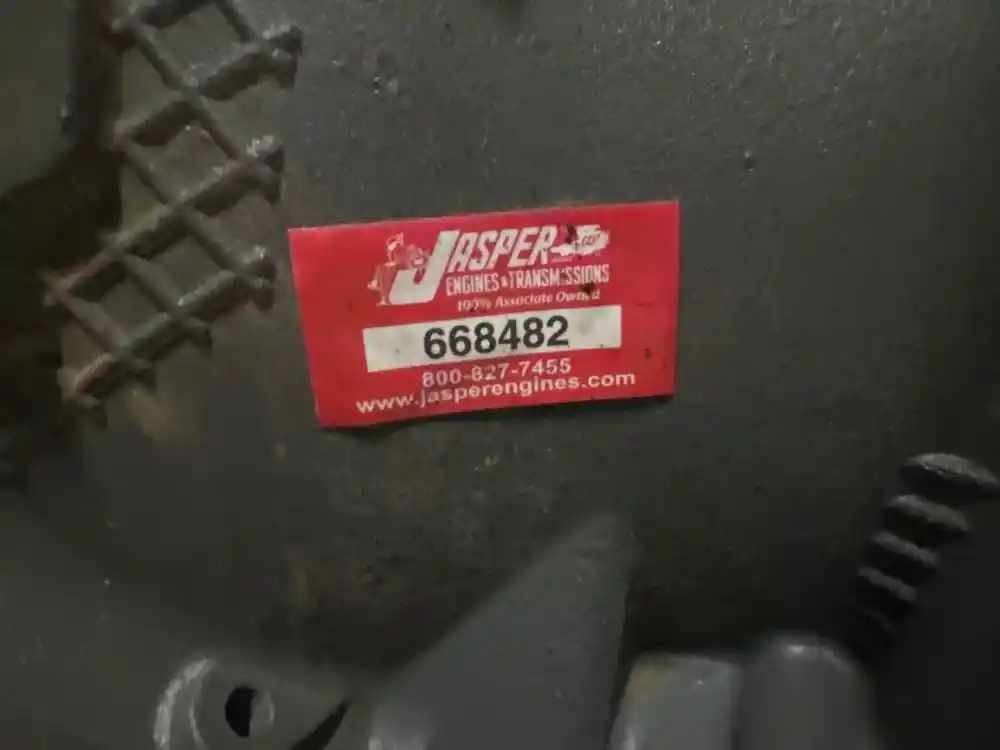 JASPER
ENGINES & TRANSMISSIONS
100% Associate Owned
668482
800-827-7455
www.jasperengines.com